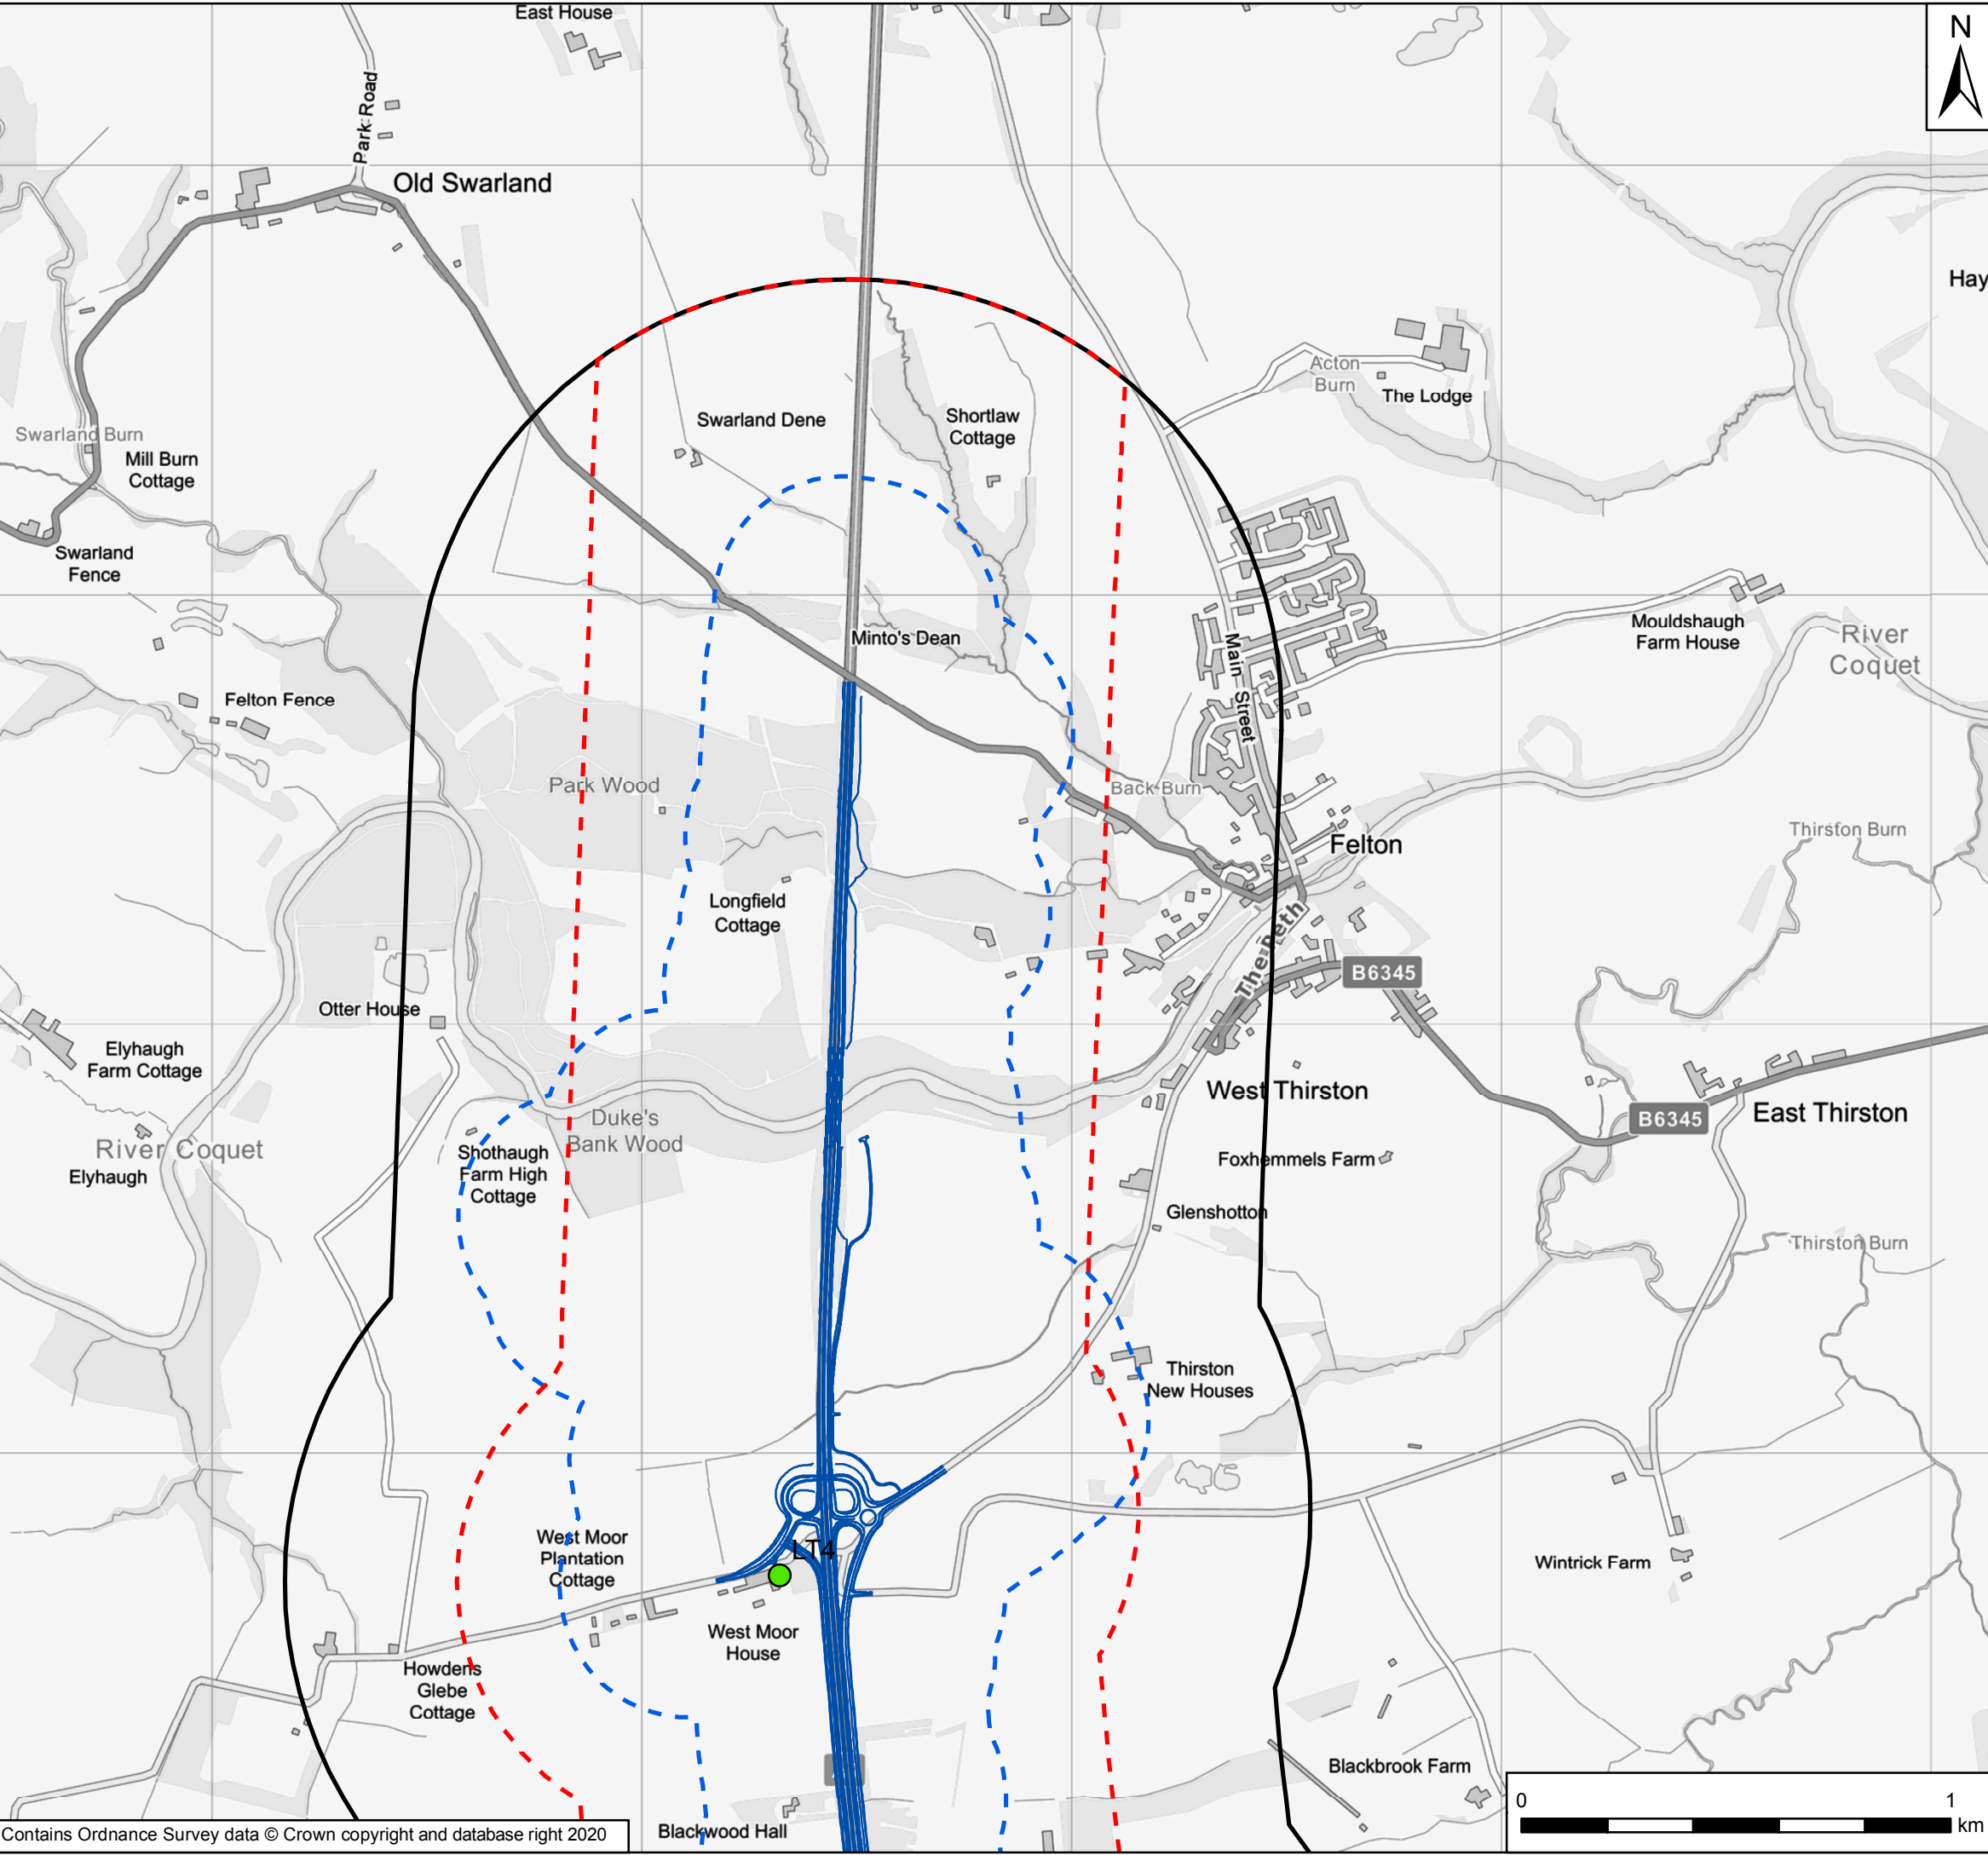 East House
N
Park Road
Old Swarland
Hay
Acton
Burn
The Lodge
Swarland Dene
Shortlaw
Cottage
Swarland Burn
Mill Burn
Cottage
Swarland
Fence
Minto's Dean
Main Street
Mouldshaugh
Farm House
River
Coquet
Felton Fence
Park Wood
Back Burn
Thirston Burn
Felton
Longfield
Cottage
The Peth
B6345
Otter House
Elyhaugh
Farm Cottage
West Thirston
B6345
East Thirston
Duke's
Bank Wood
River Coquet
Elyhaugh
Shothaugh
Farm High
Cottage
Foxhemmels Farm
Glenshotton
Thirston Burn
Thirston
New Houses
West Moor
Plantation
Cottage
LT4
Wintrick Farm
West Moor
House
Howdens
Glebe
Cottage
Blackbrook Farm
0 1
km
Blackwood Hall
Contains Ordnance Survey data © Crown copyright and database right 2020